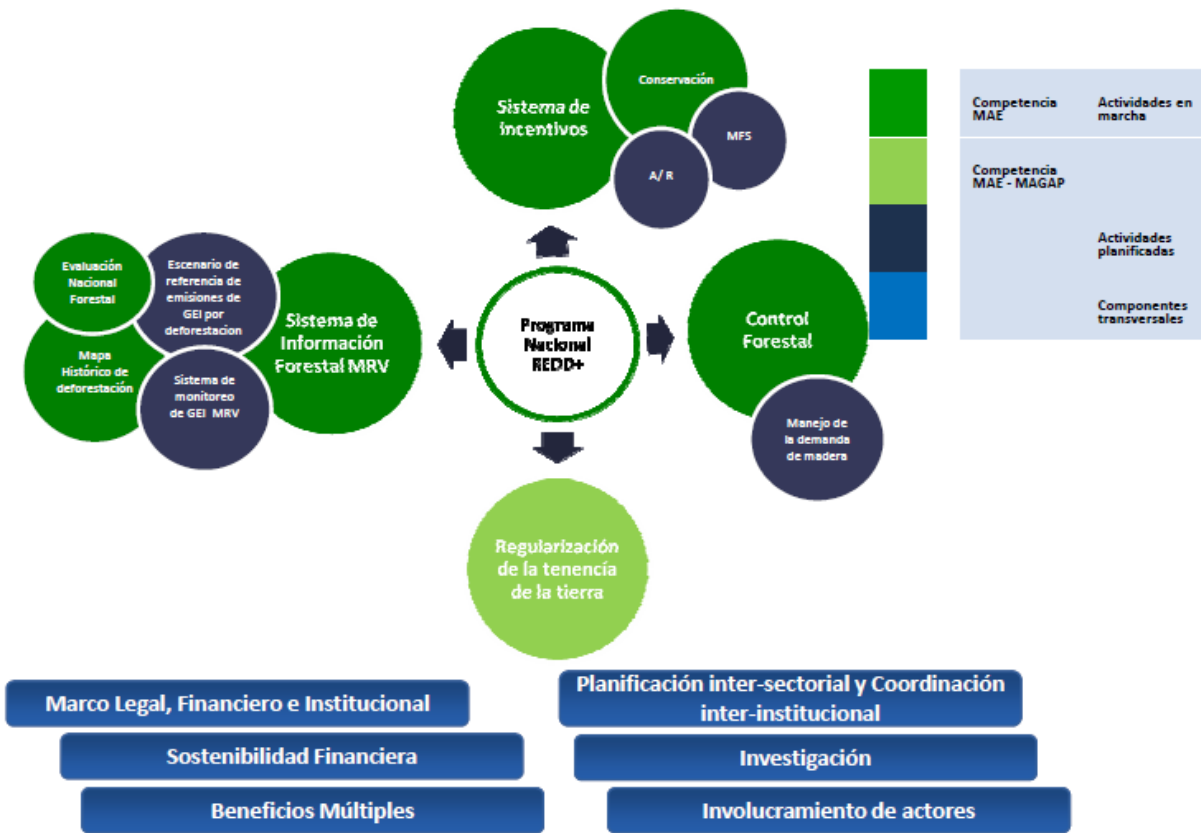 Sistema de
incentivos
Conservación
MFS
A/ R
Competencia
MAE
Actividades en
marcha
Competencia
MAE - MAGAP
Actividades
planificadas
Componentes
transversales
Evaluación
Nacional
Forestal
Escenario de
referencia de
emisiones de
GEI por
deforestacion
Mapa
Histórico de
deforestación
Sistema de
monitoreo
de GEI MRV
Sistema de
Información
Forestal MRV
Programa
Nacional
REDD+
Control
Forestal
Manejo de
la demanda
de madera
Regularización
de la tenencía
de la tierra
Marco Legal, Financiero e Institucional
Sostenibilidad Financiera
Beneficios Múltiples
Planificación inter-sectorial y Coordinación
inter-institucional
Investigación
Involucramiento de actores